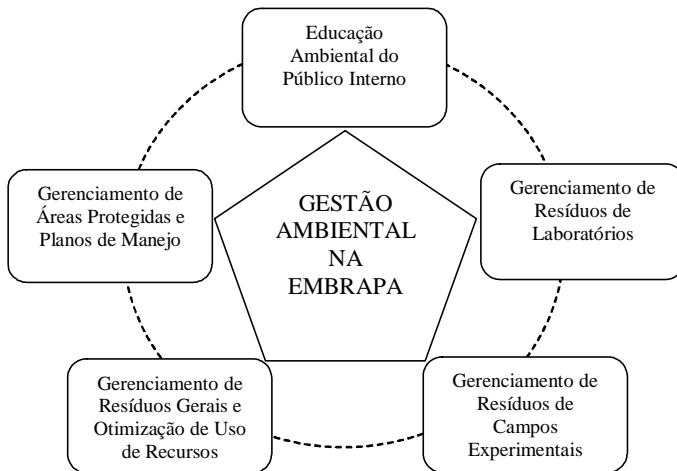 Educação
Ambiental do
Público Interno
Gerenciamento de
Áreas Protegidas e
Planos de Manejo
GESTÃO
AMBIENTAL
NA
EMBRAPA
Gerenciamento de
Resíduos de
Laboratórios
Gerenciamento de
Resíduos Gerais e
Otimização de Uso
de Recursos
Gerenciamento de
Resíduos de
Campos
Experimentais